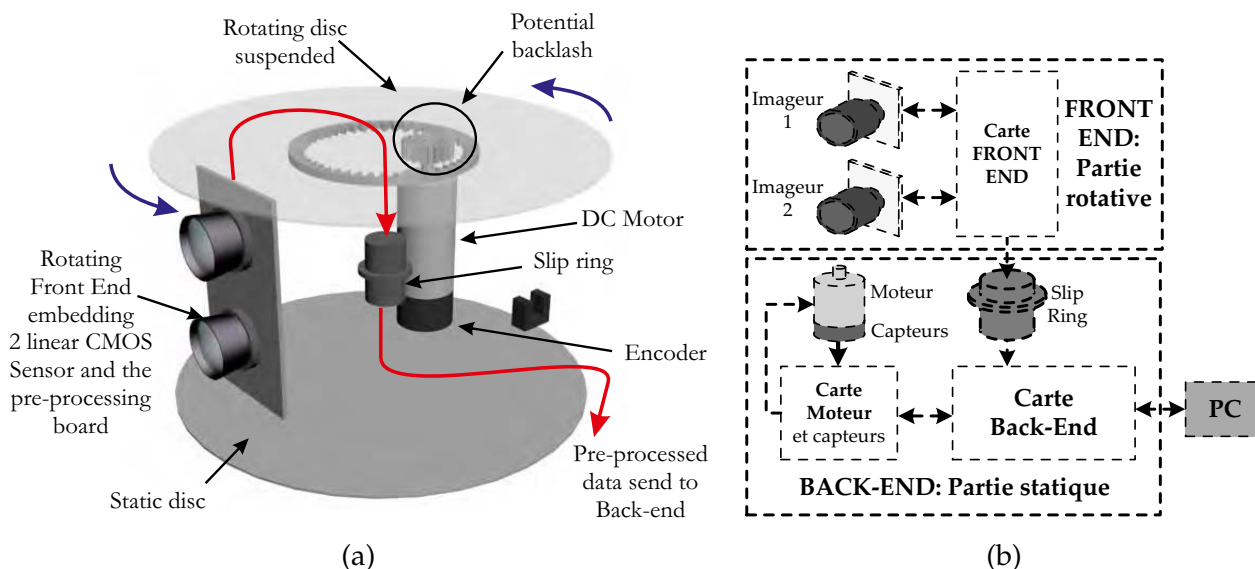 Rotating disc
suspended
Potential
backlash
DC Motor
Slip ring
Encoder
Rotating
Front End
embedding
2 linear CMOS
Sensor and the
pre-processing
board
Static disc
Pre-processed
data send to
Back-end
(a)
Imageur
1
Imageur
2
Carte
FRONT
END
FRONT
END:
Partie
rotative
Moteur
Capteurs
Slip
Ring
Carte
Moteur
et capteurs
Carte
Back-End
PC
BACK-END: Partie statique
(b)